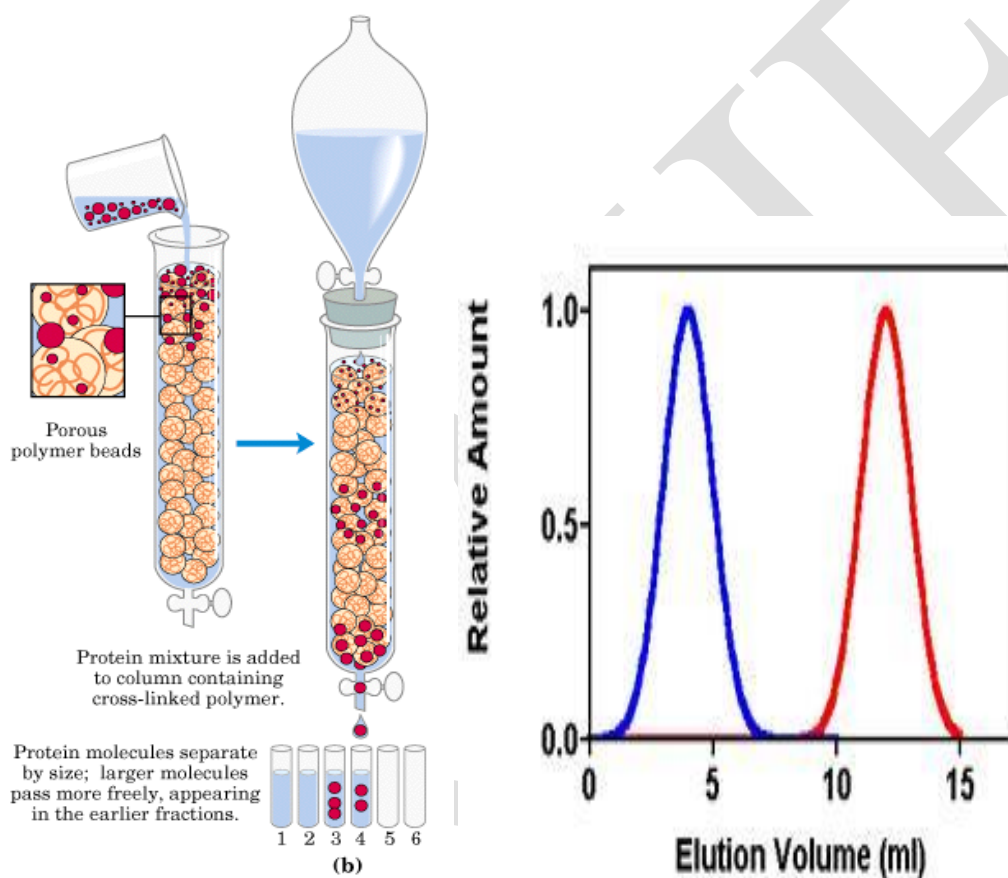 Porous
polymer beads
Protein mixture is added
to column containing
cross-linked polymer.
Protein molecules separate
by size; larger molecules
pass more freely, appearing
in the earlier fractions.
1 2 3 4 5 6
(b)
Relative Amount
1.0
0.5
0.0
0 5 10 15
Elution Volume (ml)